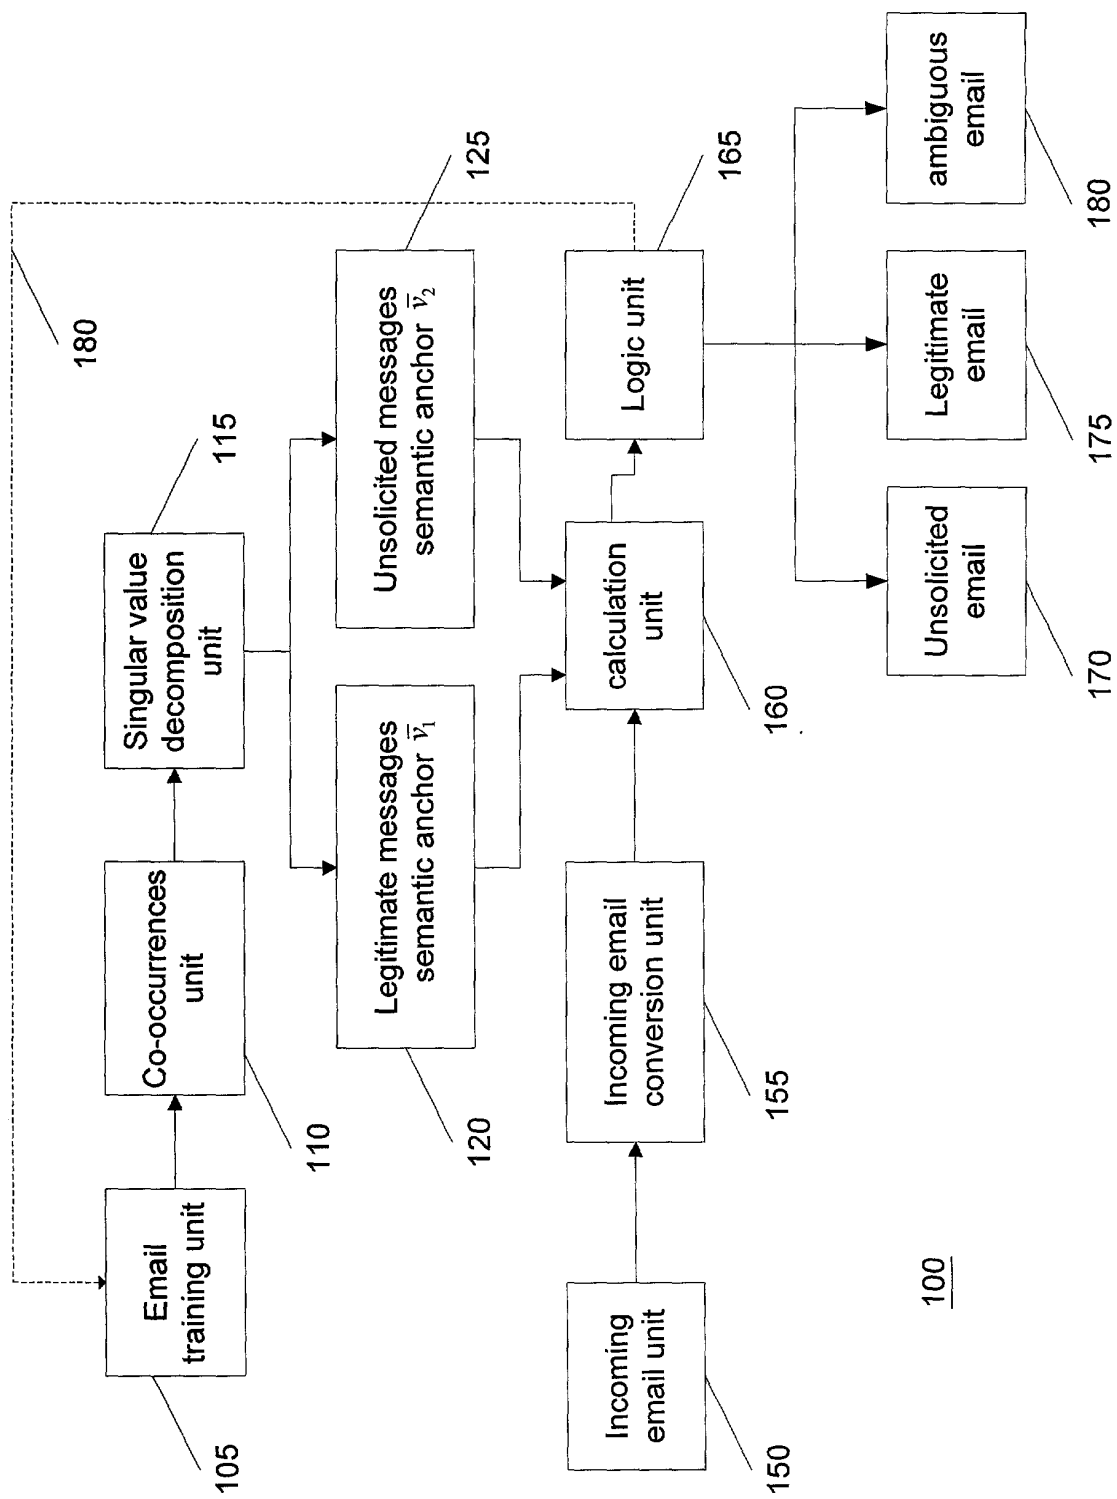 180
115
125
Email
training unit
Co-occurrences
unit
Singular value
decomposition
unit
105
110
Legitimate messages
semantic anchor v̅₁
Unsolicited messages
semantic anchor v̅₂
120
165
Incoming
email unit
Incoming email
conversion unit
calculation
unit
Logic unit
150
155
160
Unsolicited
email
Legitimate
email
ambiguous
email
170
175
180
100